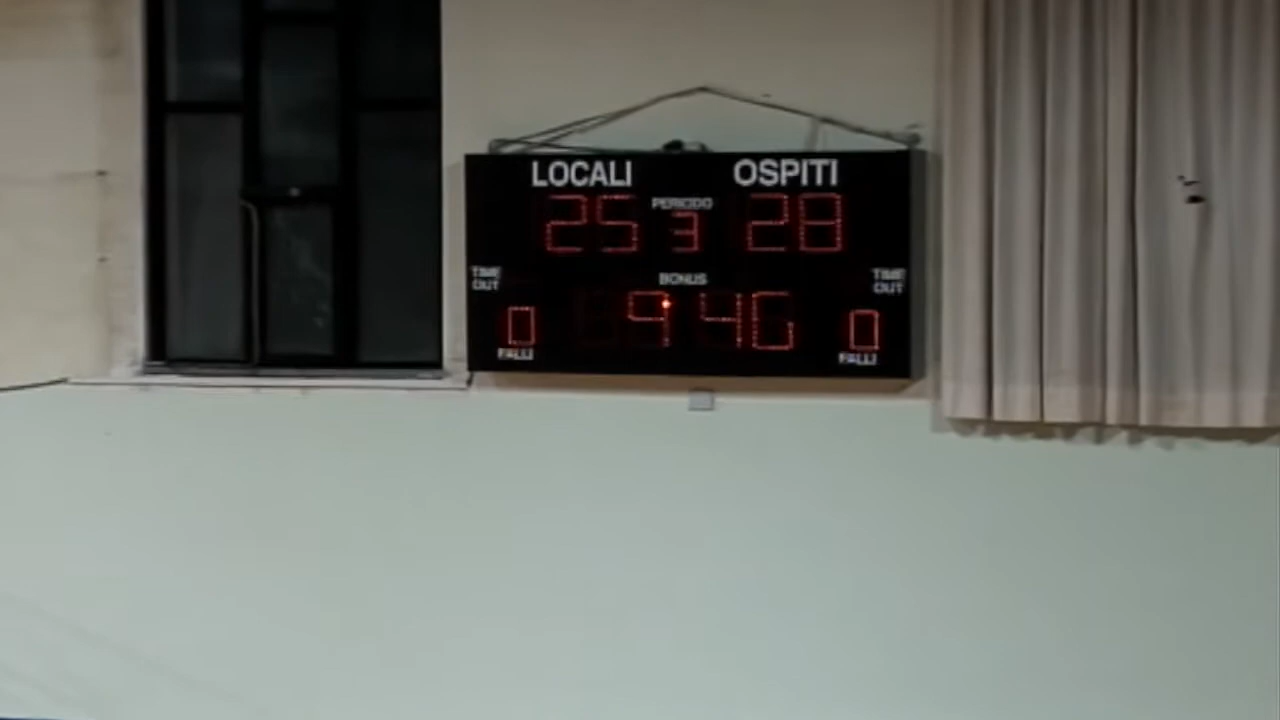 LOCALI OSPITI
PERIODO
25 3 28
TIME OUT BONUS TIME OUT
0 9:46 0
FALLI FALLI